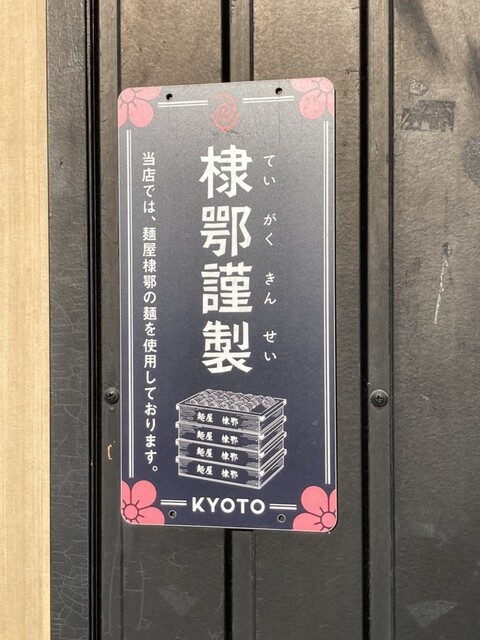 棣鄂謹製
てい がく きん せい
当店では、麺屋棣鄂の麺を使用しております。
麺屋 棣鄂
麺屋 棣鄂
麺屋 棣鄂
麺屋 棣鄂
KYOTO